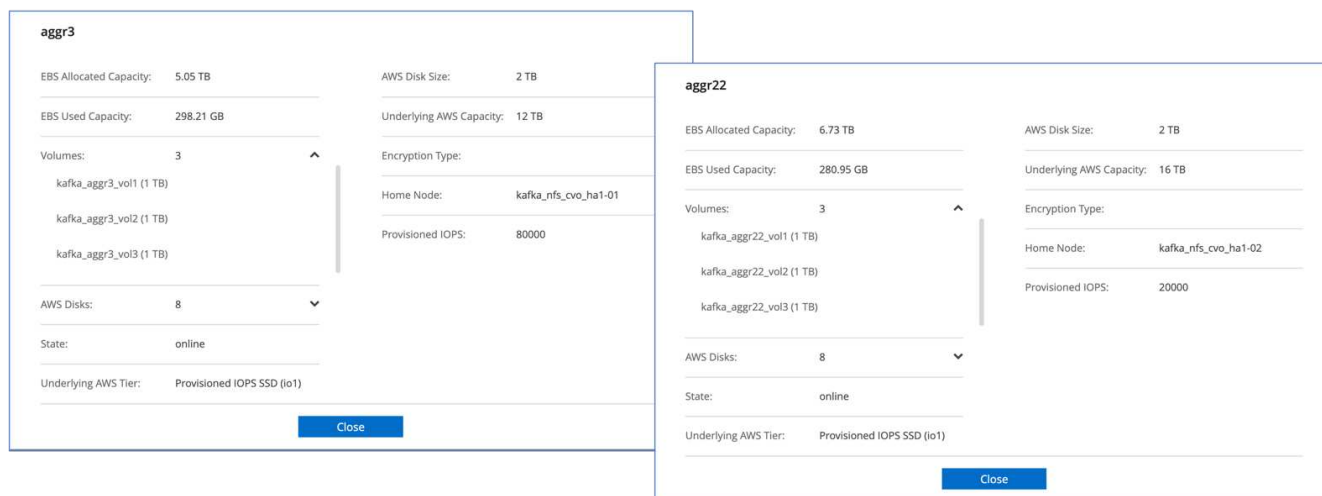 aggr3
EBS Allocated Capacity: 5.05 TB
AWS Disk Size: 2 TB
EBS Used Capacity: 298.21 GB
Underlying AWS Capacity: 12 TB
Volumes: 3
Encryption Type:
kafka_aggr3_vol1 (1 TB)
Home Node: kafka_nfs_cvo_ha1-01
kafka_aggr3_vol2 (1 TB)
Provisioned IOPS: 80000
kafka_aggr3_vol3 (1 TB)
AWS Disks: 8
State: online
Underlying AWS Tier: Provisioned IOPS SSD (io1)
Close
aggr22
EBS Allocated Capacity: 6.73 TB
AWS Disk Size: 2 TB
EBS Used Capacity: 280.95 GB
Underlying AWS Capacity: 16 TB
Volumes: 3
Encryption Type:
kafka_aggr22_vol1 (1 TB)
Home Node: kafka_nfs_cvo_ha1-02
kafka_aggr22_vol2 (1 TB)
Provisioned IOPS: 20000
kafka_aggr22_vol3 (1 TB)
AWS Disks: 8
State: online
Underlying AWS Tier: Provisioned IOPS SSD (io1)
Close